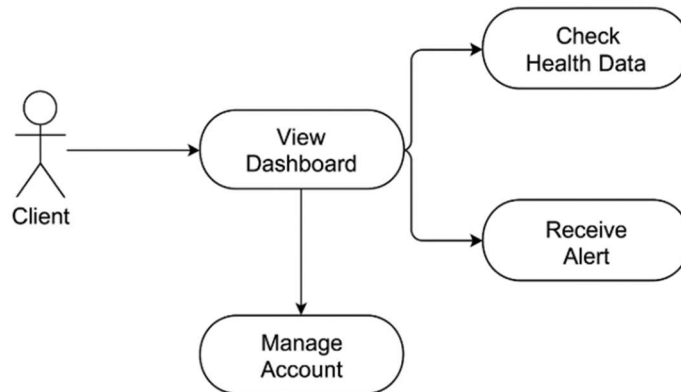 Check
Health Data
View
Dashboard
Client
Receive
Alert
Manage
Account